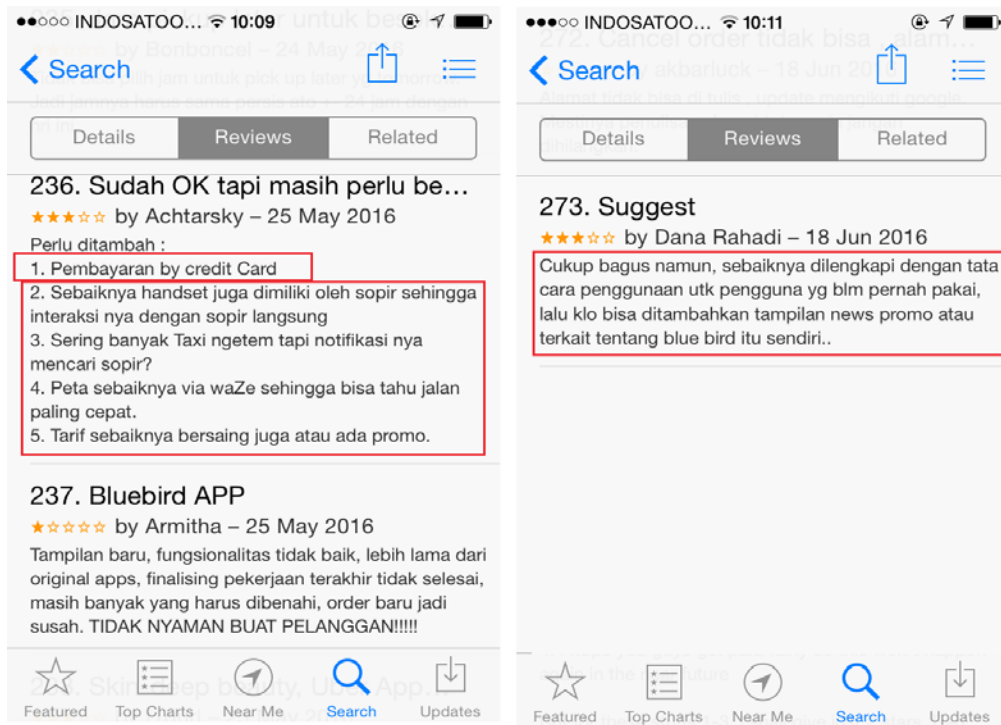 INDOSATOO... 10:09
Search
Details Reviews Related
236. Sudah OK tapi masih perlu be...
by Achtarsky – 25 May 2016
Perlu ditambah :
1. Pembayaran by credit Card
2. Sebaiknya handset juga dimiliki oleh sopir sehingga
interaksi nya dengan sopir langsung
3. Sering banyak Taxi ngetem tapi notifikasi nya
mencari sopir?
4. Peta sebaiknya via waZe sehingga bisa tahu jalan
paling cepat.
5. Tarif sebaiknya bersaing juga atau ada promo.
237. Bluebird APP
by Armitha – 25 May 2016
Tampilan baru, fungsionalitas tidak baik, lebih lama dari
original apps, finalising pekerjaan terakhir tidak selesai,
masih banyak yang harus dibenahi, order baru jadi
susah. TIDAK NYAMAN BUAT PELANGGAN!!!!!
Featured Top Charts Near Me Search Updates
INDOSATOO... 10:11
272. Cancel order tidak bisa , alam...
by akbarluck – 18 Jun 20
Search
Details Reviews Related
273. Suggest
by Dana Rahadi – 18 Jun 2016
Cukup bagus namun, sebaiknya dilengkapi dengan tata
cara penggunaan utk pengguna yg blm pernah pakai,
lalu klo bisa ditambahkan tampilan news promo atau
terkait tentang blue bird itu sendiri..
Featured Top Charts Near Me Search Updates